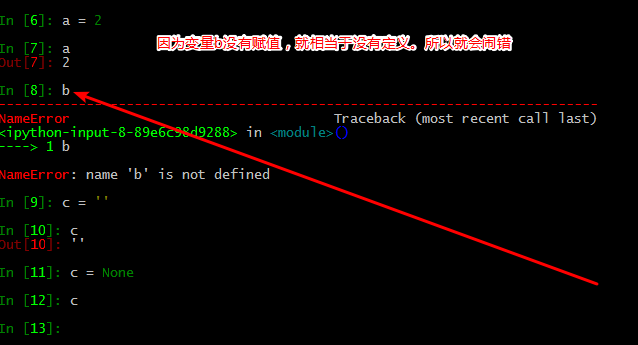 In [6]: a = 2
因为变量b没有赋值，就相当于没有定义。所以就会闹错
In [7]: a
Out[7]: 2
In [8]: b
NameError Traceback (most recent call last)
<ipython-input-8-89e6c98d9288> in <module>()
----> 1 b
NameError: name 'b' is not defined
In [9]: c = ''
In [10]: c
Out[10]: ''
In [11]: c = None
In [12]: c
In [13]: